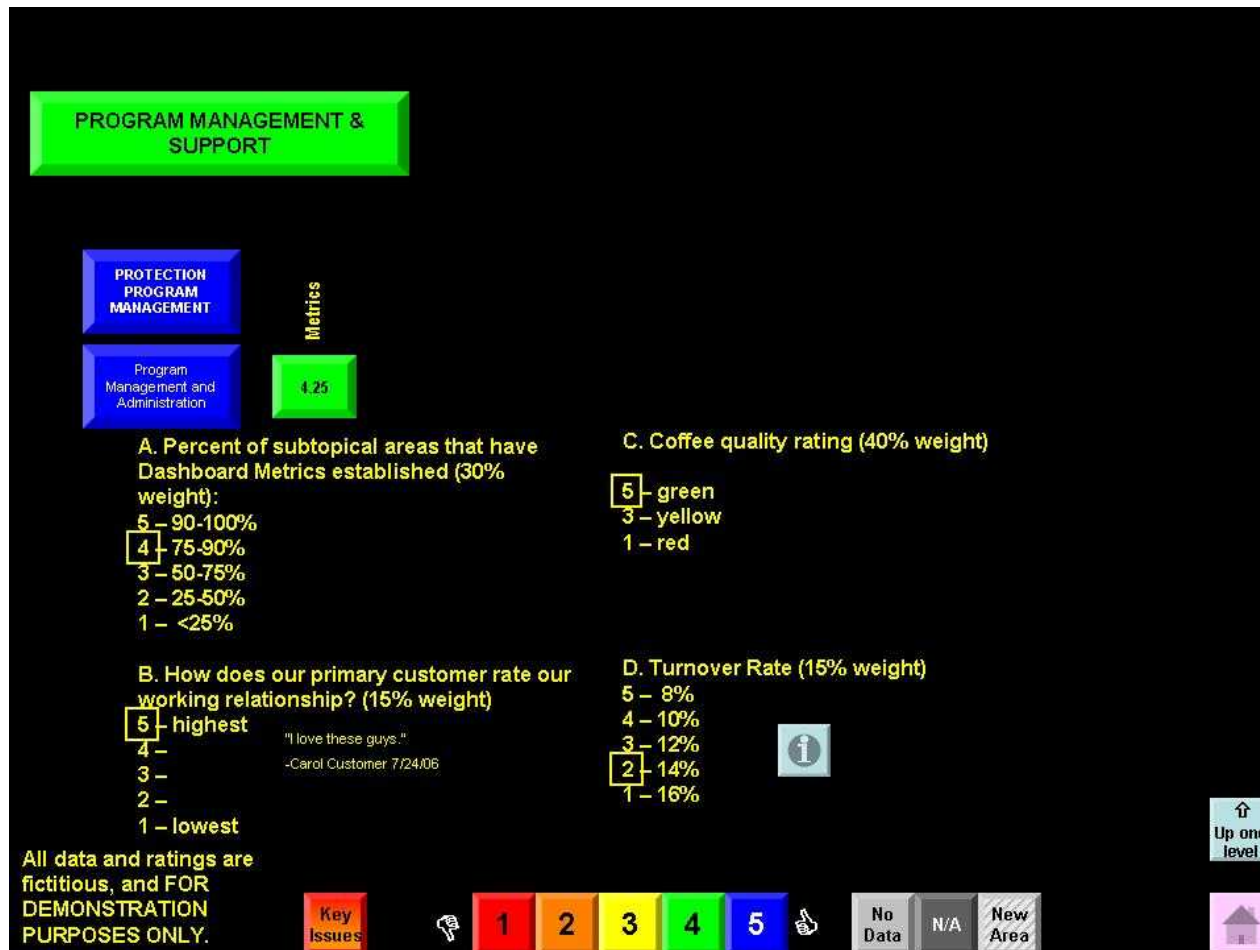 PROGRAM MANAGEMENT &
SUPPORT
PROTECTION
PROGRAM
MANAGEMENT
Metrics
Program
Management and
Administration
4.25
A. Percent of subtopical areas that have
Dashboard Metrics established (30%
weight):
5 – 90-100%
4 – 75-90%
3 – 50-75%
2 – 25-50%
1 – <25%
B. How does our primary customer rate our
working relationship? (15% weight)
5 – highest
4 –
3 –
2 –
1 – lowest
"I love these guys."
-Carol Customer 7/24/06
C. Coffee quality rating (40% weight)
5 – green
3 – yellow
1 – red
D. Turnover Rate (15% weight)
5 – 8%
4 – 10%
3 – 12%
2 – 14%
1 – 16%
i
Up one
level
All data and ratings are
fictitious, and FOR
DEMONSTRATION
PURPOSES ONLY.
Key
Issues
1
2
3
4
5
No
Data
N/A
New
Area